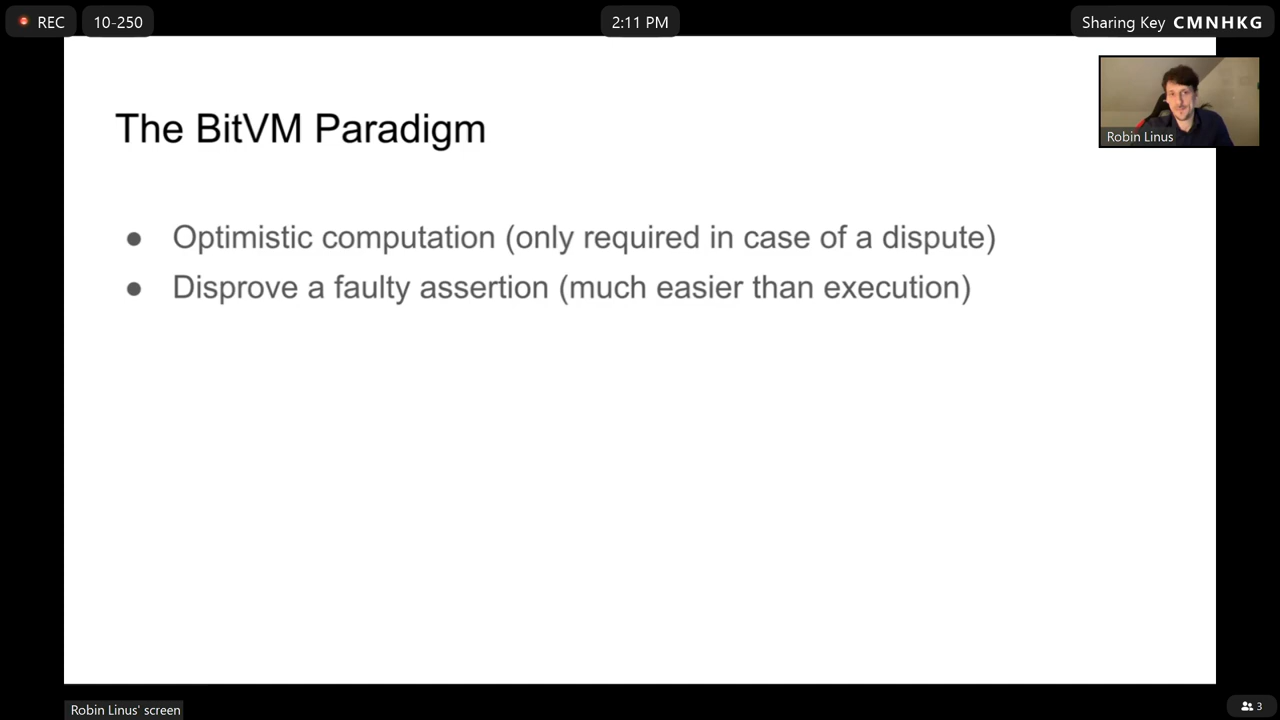 REC
10-250
2:11 PM
Sharing Key CMNHKG
The BitVM Paradigm
Robin Linus
● Optimistic computation (only required in case of a dispute)
● Disprove a faulty assertion (much easier than execution)
Robin Linus' screen
3